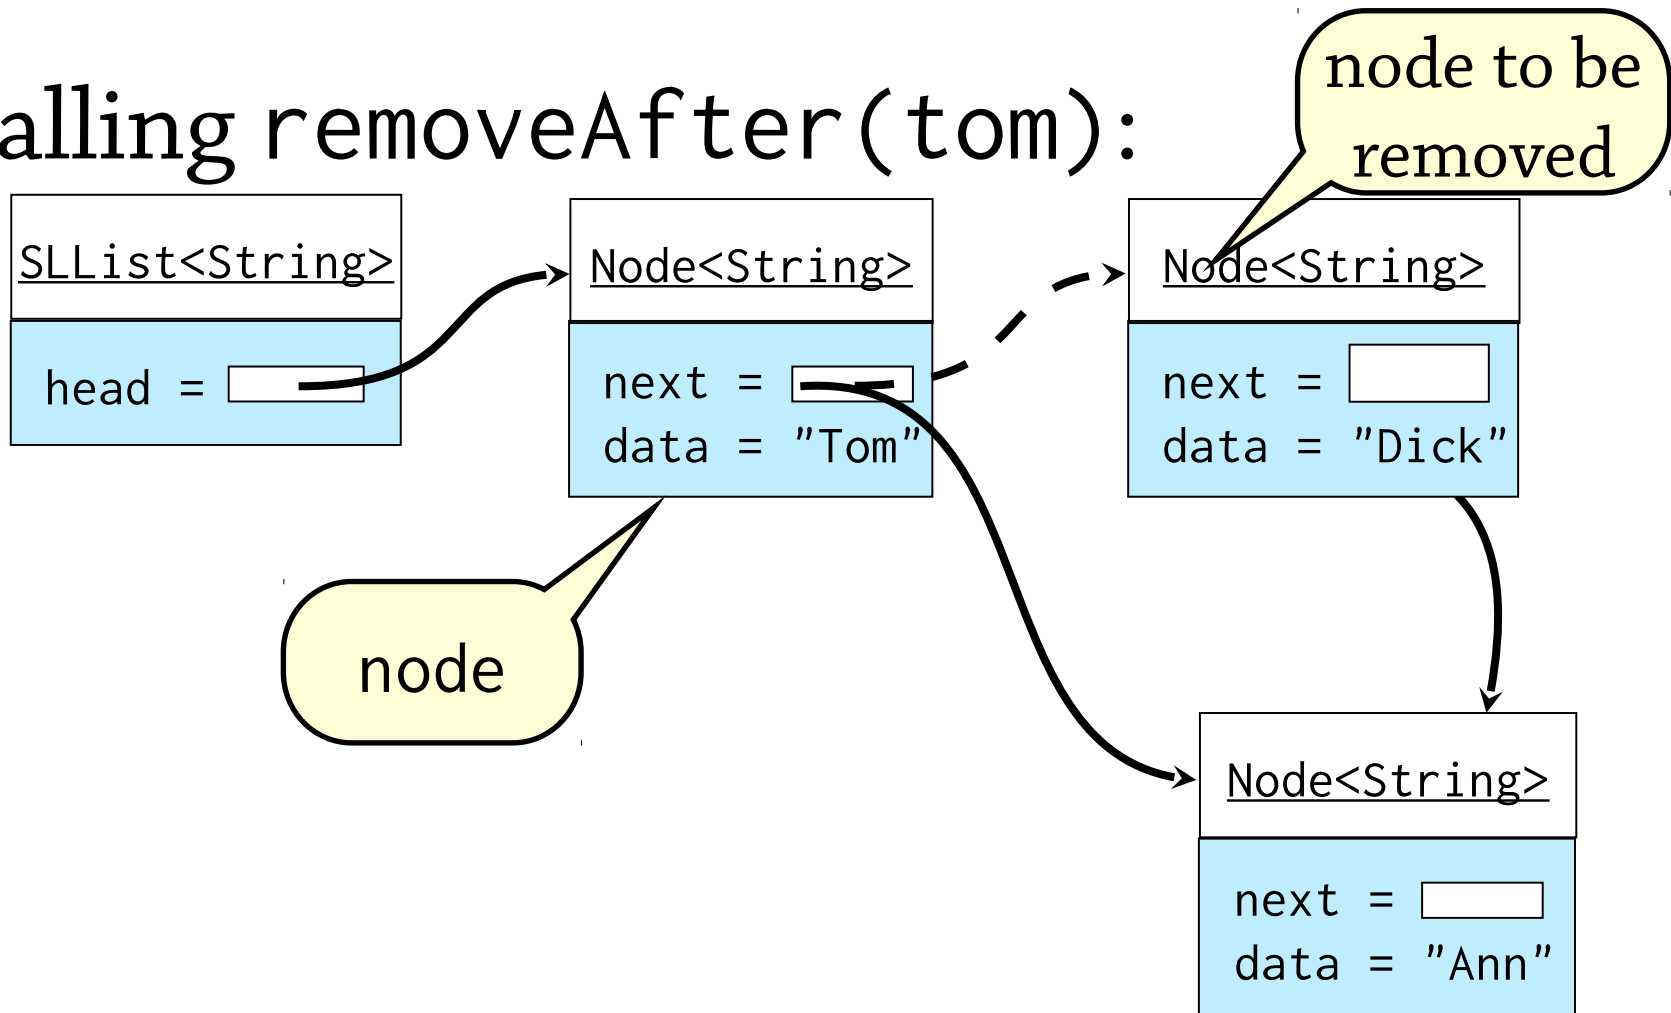 alling removeAfter(tom):
node to be
removed
SLList<String>
head =
Node<String>
next =
data = "Tom"
Node<String>
next =
data = "Dick"
node
Node<String>
next =
data = "Ann"